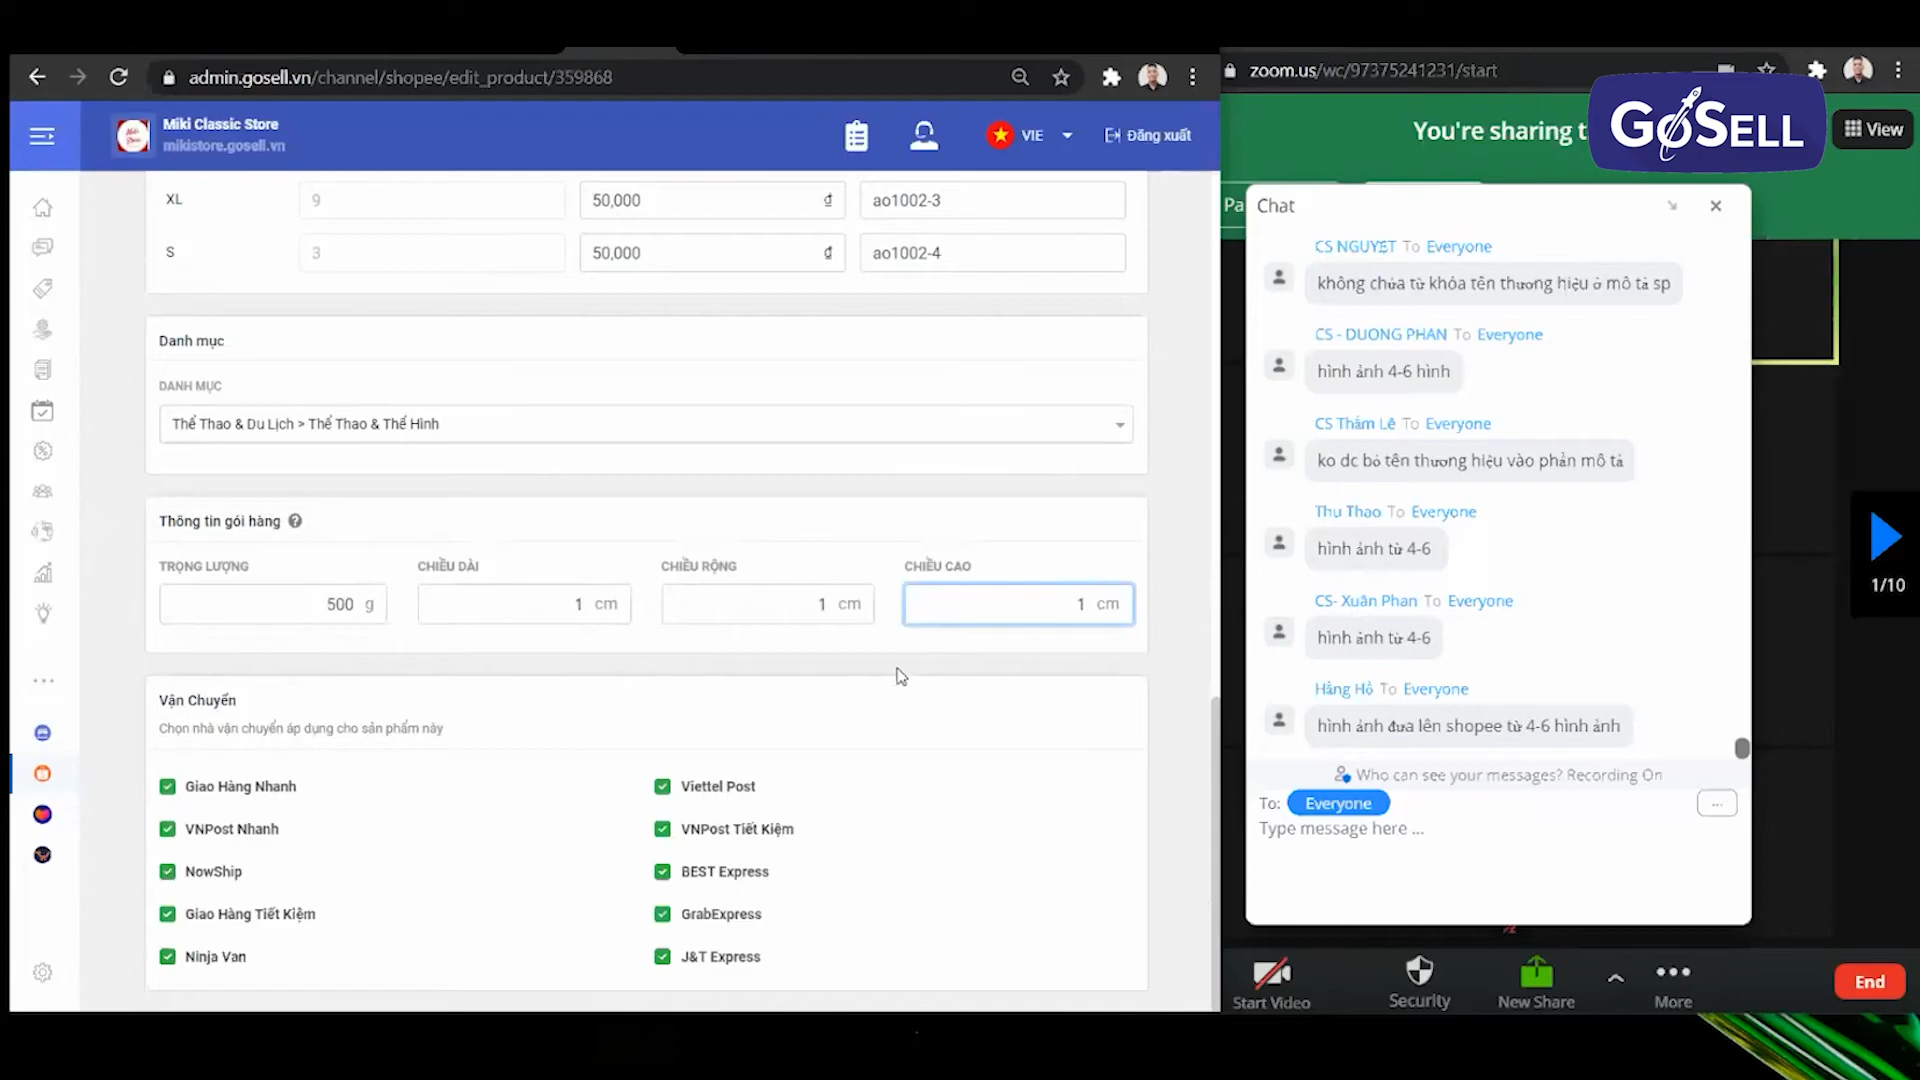 admin.gosell.vn/channel/shopee/edit_product/359868
Miki Classic Store
mikistore.gosell.vn
VIE
Đăng xuất
XL
9
50,000 ₫
ao1002-3
S
3
50,000 ₫
ao1002-4
Danh mục
DANH MỤC
Thể Thao & Du Lịch > Thể Thao & Thể Hình
Thông tin gói hàng
TRỌNG LƯỢNG
CHIỀU DÀI
CHIỀU RỘNG
CHIỀU CAO
500 g
1 cm
1 cm
1 cm
Vận Chuyển
Chọn nhà vận chuyển áp dụng cho sản phẩm này
Giao Hàng Nhanh
Viettel Post
VNPost Nhanh
VNPost Tiết Kiệm
NowShip
BEST Express
Giao Hàng Tiết Kiệm
GrabExpress
Ninja Van
J&T Express
zoom.us/wc/97375241231/start
You're sharing t
GOSELL
View
Pa
Chat
CS NGUYỆT To Everyone
không chứa từ khóa tên thương hiệu ở mô tả sp
CS - DUONG PHAN To Everyone
hình ảnh 4-6 hình
CS Thắm Lê To Everyone
ko dc bỏ tên thương hiệu vào phần mô tả
Thu Thao To Everyone
hình ảnh từ 4-6
CS- Xuân Phan To Everyone
hình ảnh từ 4-6
Hằng Hồ To Everyone
hình ảnh đưa lên shopee từ 4-6 hình ảnh
Who can see your messages? Recording On
To: Everyone
Type message here ...
1/10
Start Video
Security
New Share
More
End